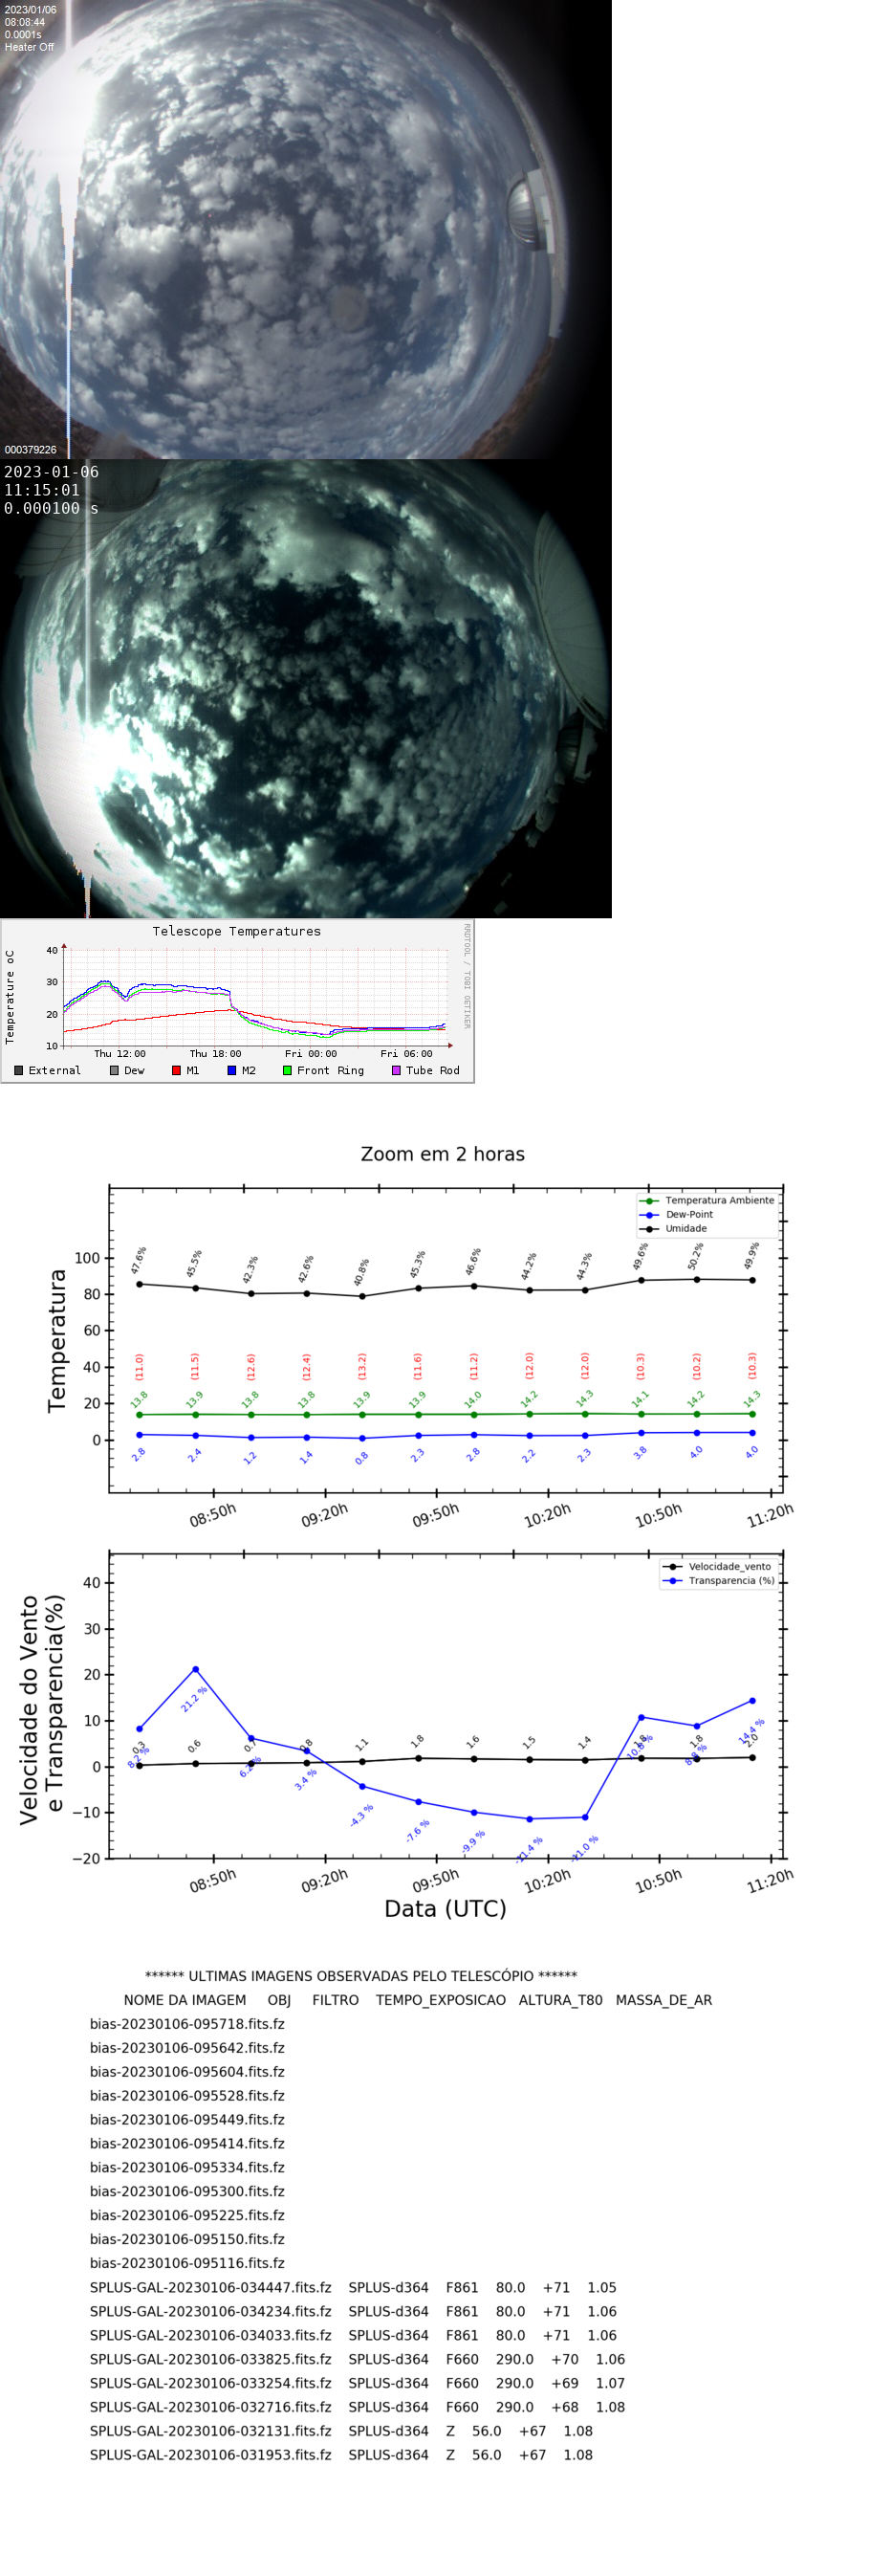 2023/01/06
08:08:44
0.0001s
Heater Off
000379226
2023-01-06
11:15:01
0.000100 s
Telescope Temperatures
RRDTOOL / TOBI OETIKER
Temperature oC
40
30
20
10
Thu 12:00 Thu 18:00 Fri 00:00 Fri 06:00
External Dew M1 M2 Front Ring Tube Rod
Zoom em 2 horas
Temperatura Ambiente
Dew-Point
Umidade
Temperatura
100
80
60
40
20
0
47.6% 45.5% 42.3% 42.6% 40.8% 45.3% 46.6% 44.2% 44.3% 49.6% 50.2% 49.9%
(11.0) (11.5) (12.6) (12.4) (13.2) (11.6) (11.2) (12.0) (12.0) (10.3) (10.2) (10.3)
13.8 13.9 13.8 13.8 13.9 13.9 14.0 14.2 14.3 14.1 14.2 14.3
2.8 2.4 1.2 1.4 0.8 2.3 2.8 2.2 2.3 3.8 4.0 4.0
08:50h 09:20h 09:50h 10:20h 10:50h 11:20h
Velocidade_vento
Transparencia (%)
Velocidade do Vento
e Transparencia(%)
40
30
20
10
0
−10
−20
0.3 0.6 0.7 0.8 1.1 1.8 1.6 1.5 1.4 1.8 1.8 2.0
8.2 % 21.2 % 3.4 % -4.3 % -7.6 % -9.9 % -11.4 % -11.0 % 8.8 % 14.4 %
08:50h 09:20h 09:50h 10:20h 10:50h 11:20h
Data (UTC)
****** ULTIMAS IMAGENS OBSERVADAS PELO TELESCÓPIO ******
NOME DA IMAGEM OBJ FILTRO TEMPO_EXPOSICAO ALTURA_T80 MASSA_DE_AR
bias-20230106-095718.fits.fz
bias-20230106-095642.fits.fz
bias-20230106-095604.fits.fz
bias-20230106-095528.fits.fz
bias-20230106-095449.fits.fz
bias-20230106-095414.fits.fz
bias-20230106-095334.fits.fz
bias-20230106-095300.fits.fz
bias-20230106-095225.fits.fz
bias-20230106-095150.fits.fz
bias-20230106-095116.fits.fz
SPLUS-GAL-20230106-034447.fits.fz SPLUS-d364 F861 80.0 +71 1.05
SPLUS-GAL-20230106-034234.fits.fz SPLUS-d364 F861 80.0 +71 1.06
SPLUS-GAL-20230106-034033.fits.fz SPLUS-d364 F861 80.0 +71 1.06
SPLUS-GAL-20230106-033825.fits.fz SPLUS-d364 F660 290.0 +70 1.06
SPLUS-GAL-20230106-033254.fits.fz SPLUS-d364 F660 290.0 +69 1.07
SPLUS-GAL-20230106-032716.fits.fz SPLUS-d364 F660 290.0 +68 1.08
SPLUS-GAL-20230106-032131.fits.fz SPLUS-d364 Z 56.0 +67 1.08
SPLUS-GAL-20230106-031953.fits.fz SPLUS-d364 Z 56.0 +67 1.08